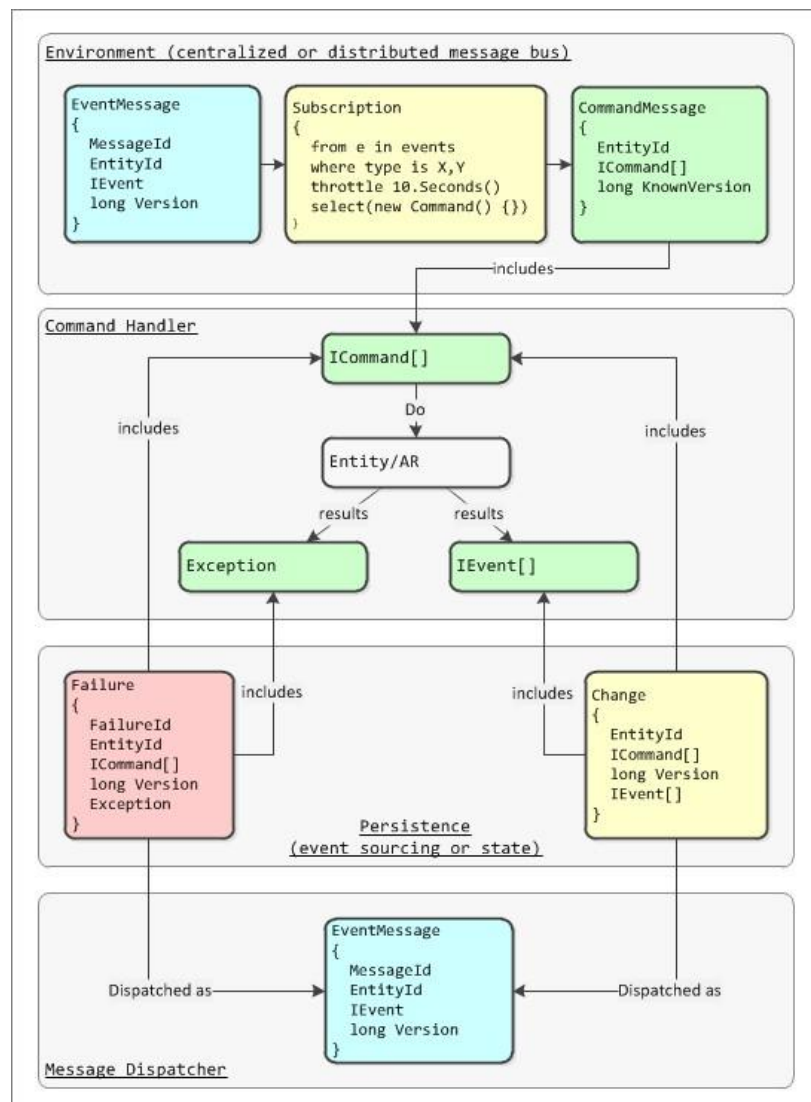 Environment (centralized or distributed message bus)
EventMessage
{
MessageId
EntityId
IEvent
long Version
}
Subscription
{
from e in events
where type is X,Y
throttle 10.Seconds()
select(new Command() {})
}
CommandMessage
{
EntityId
ICommand[]
long KnownVersion
}
includes
Command Handler
ICommand[]
Do
includes
includes
Entity/AR
results
results
Exception
IEvent[]
Failure
{
FailureId
EntityId
ICommand[]
long Version
Exception
}
includes
includes
Change
{
EntityId
ICommand[]
long Version
IEvent[]
}
Persistence
(event sourcing or state)
EventMessage
{
MessageId
EntityId
IEvent
long Version
}
Dispatched as
Dispatched as
Message Dispatcher